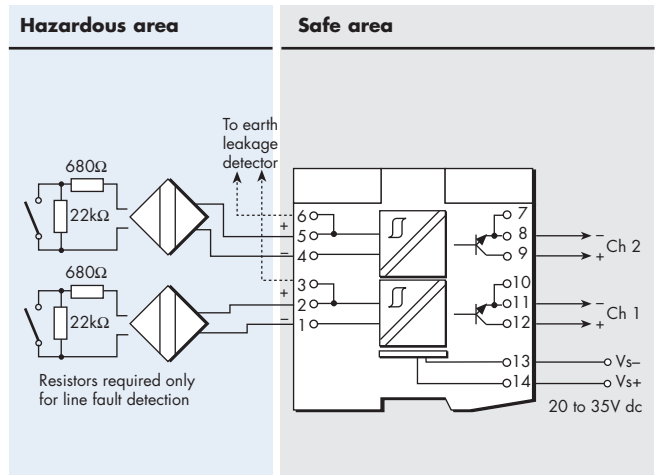 Hazardous area
Safe area
To earth
leakage
detector
680Ω
22kΩ
+
–
6
5
4
7
8
9
–
+
Ch 2
680Ω
22kΩ
+
–
3
2
1
10
11
12
–
+
Ch 1
13
Vs–
14
Vs+
20 to 35V dc
Resistors required only
for line fault detection